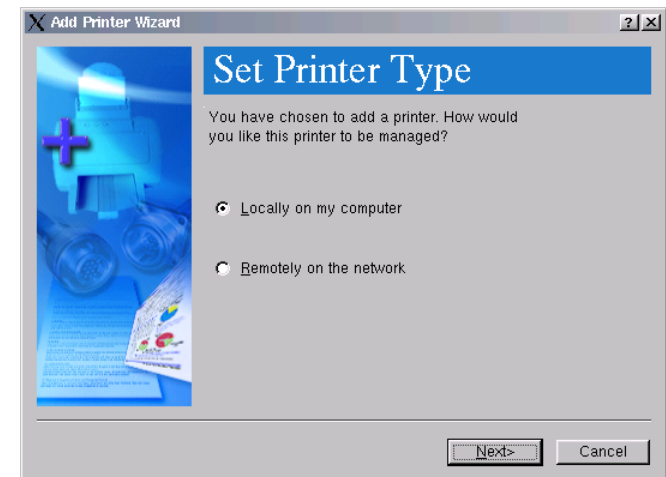 Add Printer Wizard
Set Printer Type
You have chosen to add a printer. How would
you like this printer to be managed?
Locally on my computer
Remotely on the network
Next>
Cancel